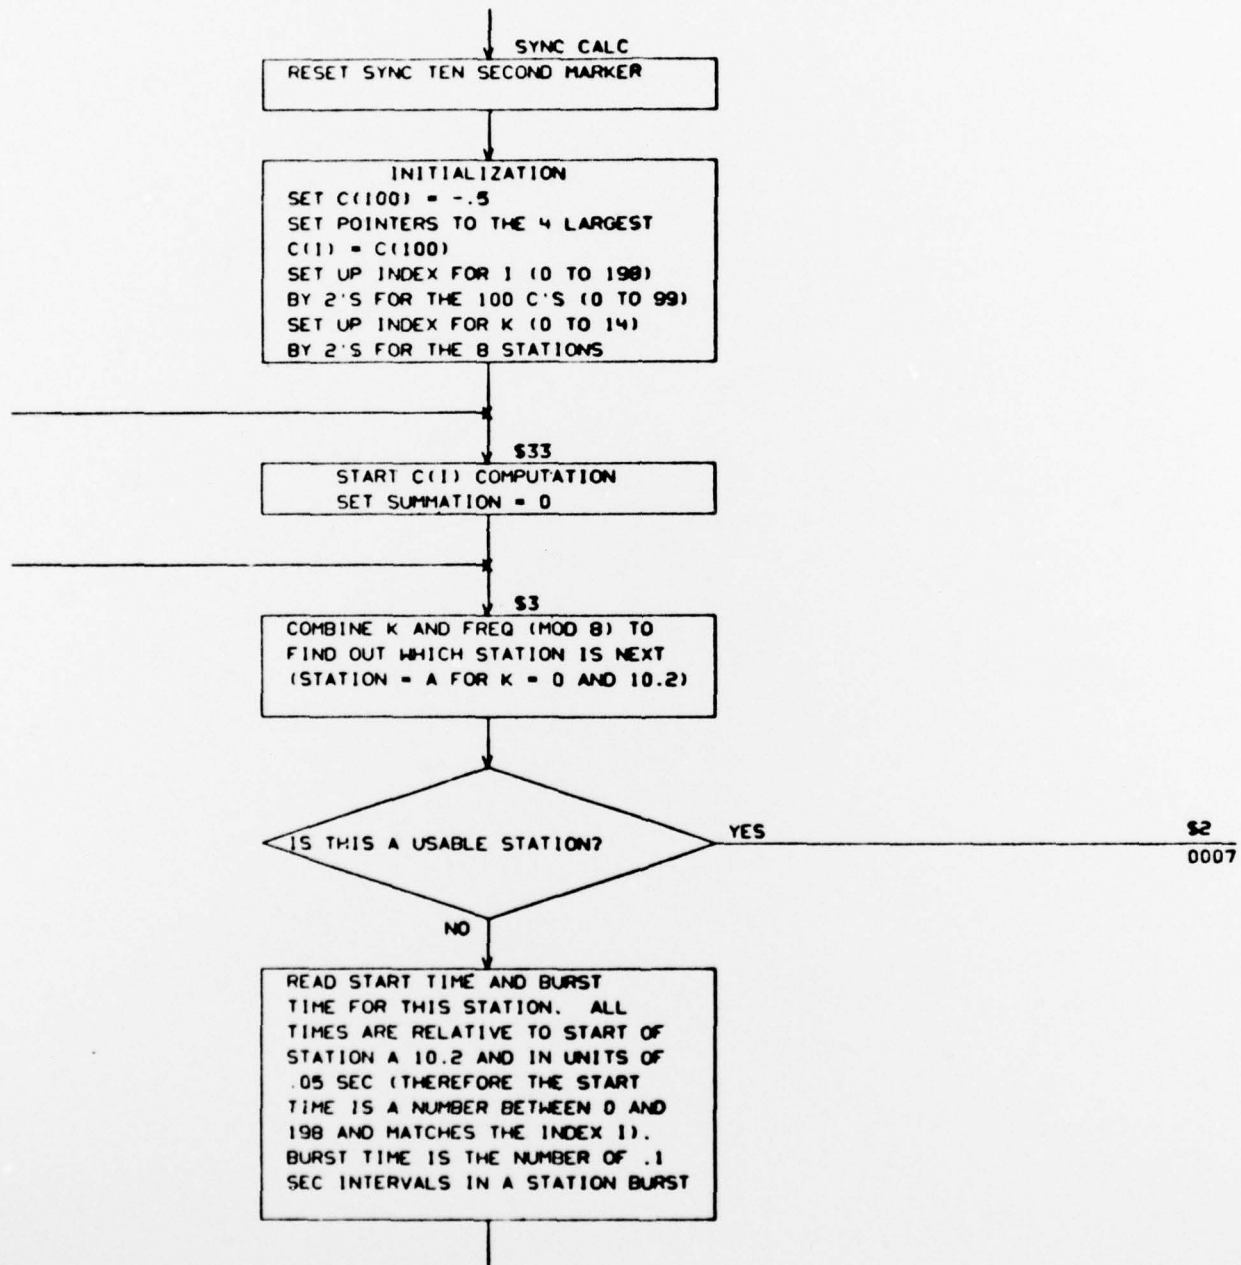 SYNC CALC
RESET SYNC TEN SECOND MARKER
INITIALIZATION
SET C(100) = -.5
SET POINTERS TO THE 4 LARGEST
C(I) = C(100)
SET UP INDEX FOR I (0 TO 198)
BY 2'S FOR THE 100 C'S (0 TO 99)
SET UP INDEX FOR K (0 TO 14)
BY 2'S FOR THE 8 STATIONS
$33
START C(I) COMPUTATION
SET SUMMATION = 0
$3
COMBINE K AND FREQ (MOD 8) TO
FIND OUT WHICH STATION IS NEXT
(STATION = A FOR K = 0 AND 10.2)
IS THIS A USABLE STATION?
YES
$2
0007
NO
READ START TIME AND BURST
TIME FOR THIS STATION. ALL
TIMES ARE RELATIVE TO START OF
STATION A 10.2 AND IN UNITS OF
.05 SEC (THEREFORE THE START
TIME IS A NUMBER BETWEEN 0 AND
198 AND MATCHES THE INDEX I).
BURST TIME IS THE NUMBER OF .1
SEC INTERVALS IN A STATION BURST